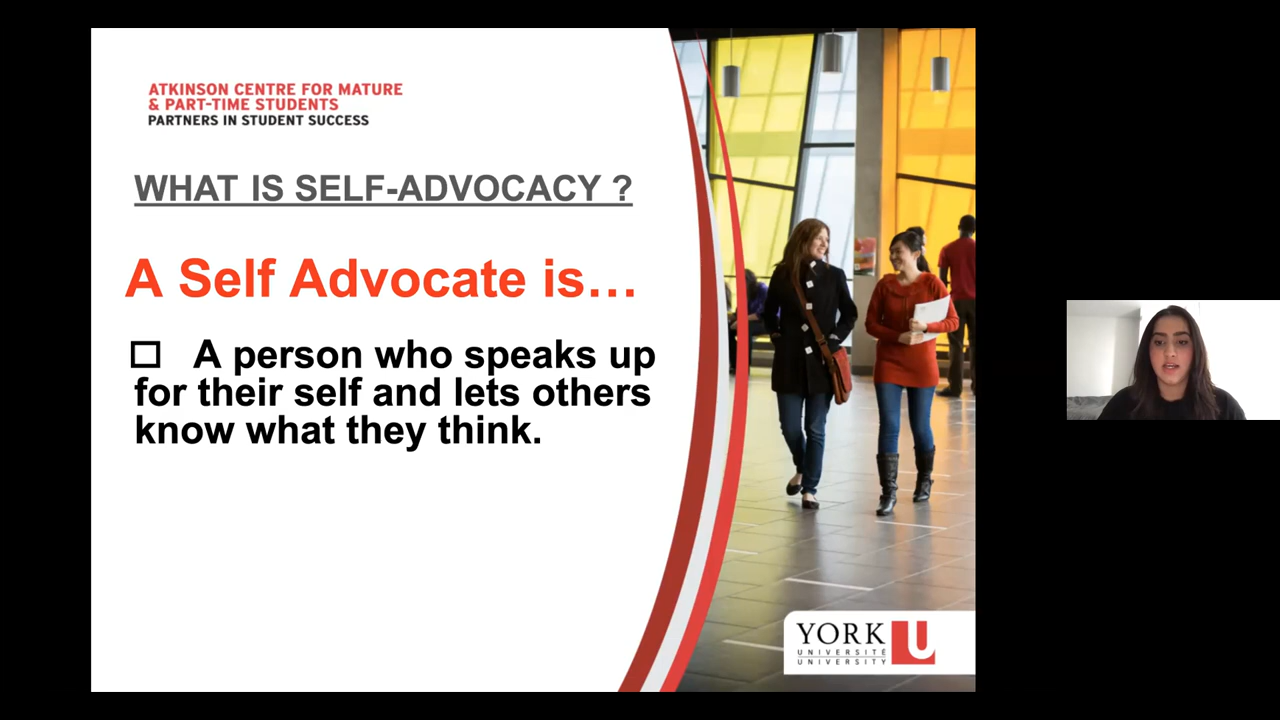 ATKINSON CENTRE FOR MATURE
& PART-TIME STUDENTS
PARTNERS IN STUDENT SUCCESS
WHAT IS SELF-ADVOCACY ?
A Self Advocate is…
☐ A person who speaks up
for their self and lets others
know what they think.
YORK U
UNIVERSITÉ
UNIVERSITY